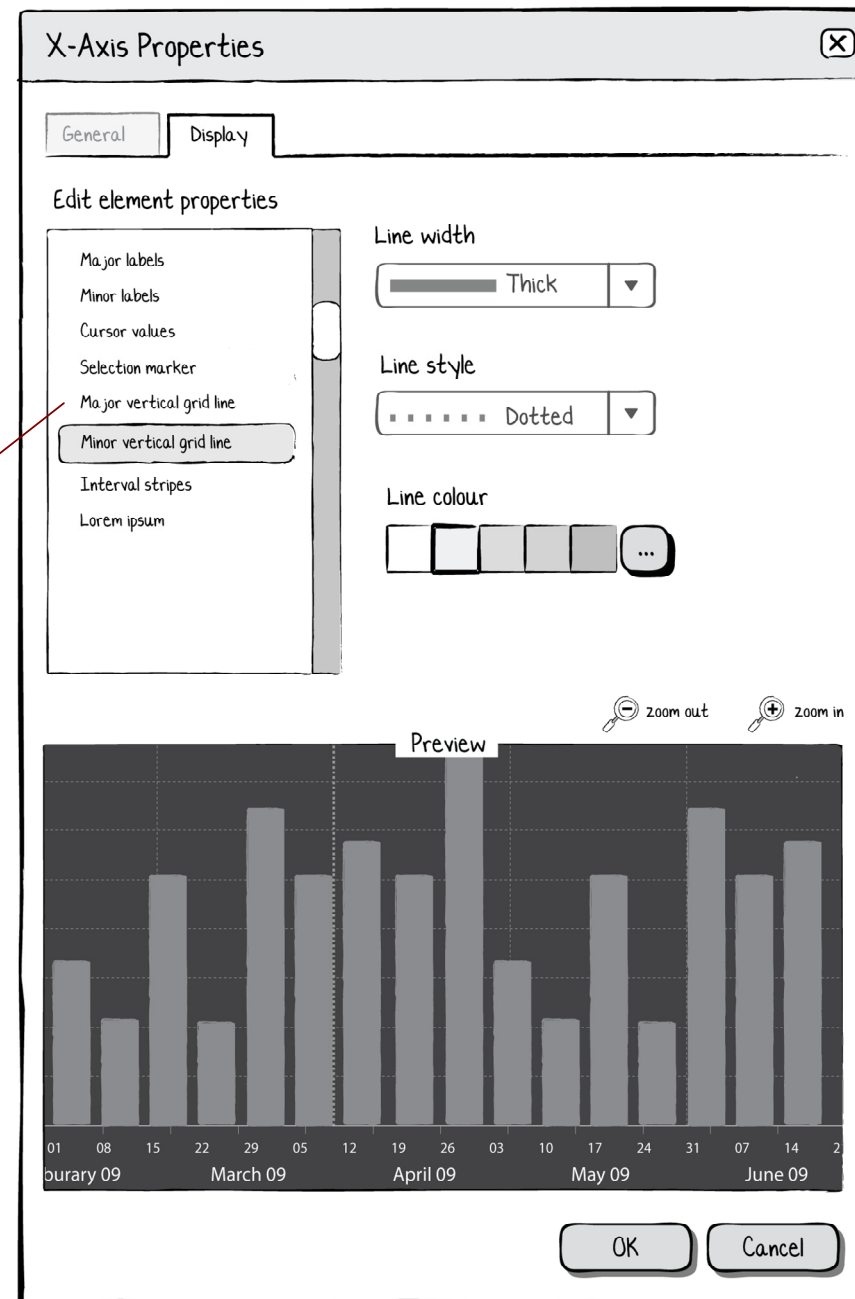 X-Axis Properties
General
Display
Edit element properties
Major labels
Minor labels
Cursor values
Selection marker
Major vertical grid line
Minor vertical grid line
Interval stripes
Lorem ipsum
Line width
Thick
Line style
Dotted
Line colour
...
zoom out
zoom in
Preview
01 08 15 22 29 05 12 19 26 03 10 17 24 31 07 14 2
burary 09 March 09 April 09 May 09 June 09
OK
Cancel